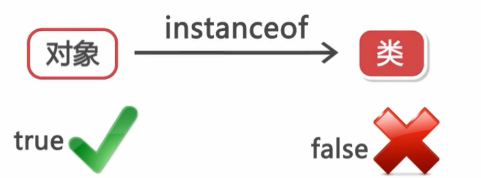 instanceof
对象
类
true
false